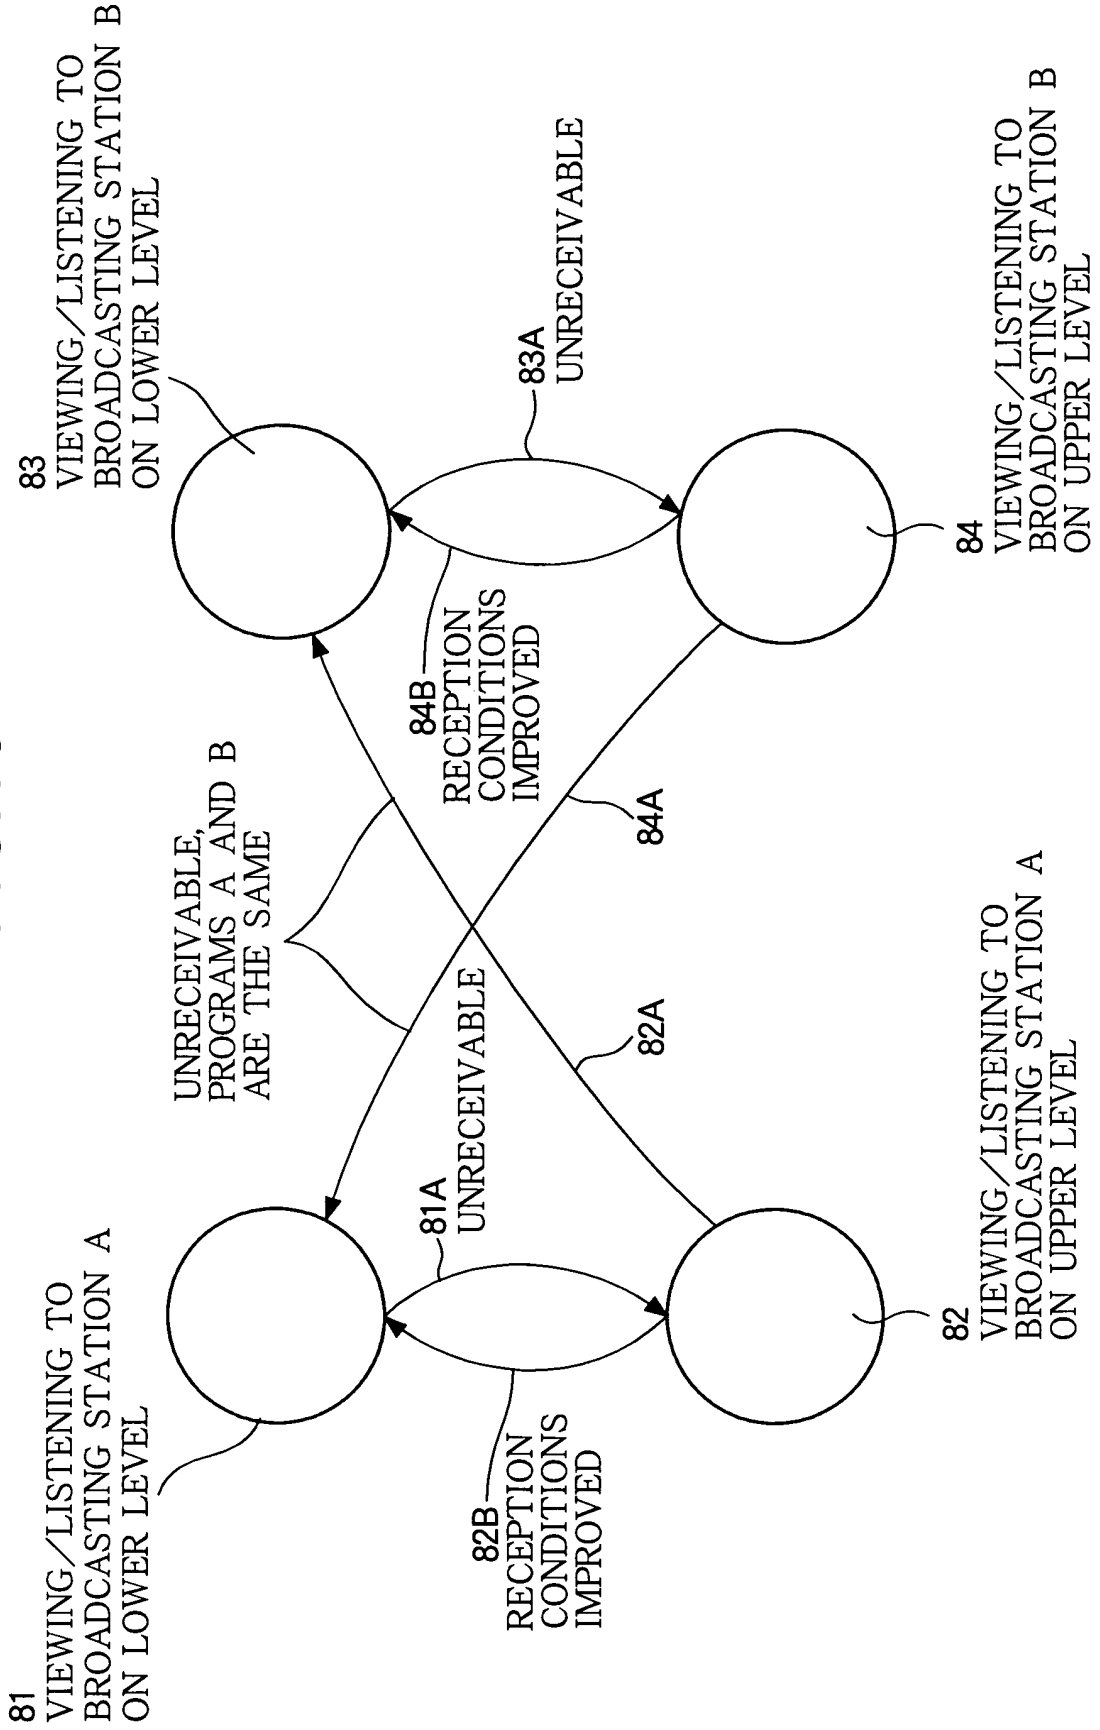 81
VIEWING/LISTENING TO
BROADCASTING STATION A
ON LOWER LEVEL
83
VIEWING/LISTENING TO
BROADCASTING STATION B
ON LOWER LEVEL
UNRECEIVABLE,
PROGRAMS A AND B
ARE THE SAME
82B
RECEPTION
CONDITIONS
IMPROVED
81A
UNRECEIVABLE
84B
RECEPTION
CONDITIONS
IMPROVED
83A
UNRECEIVABLE
82A
84A
82
VIEWING/LISTENING TO
BROADCASTING STATION A
ON UPPER LEVEL
84
VIEWING/LISTENING TO
BROADCASTING STATION B
ON UPPER LEVEL